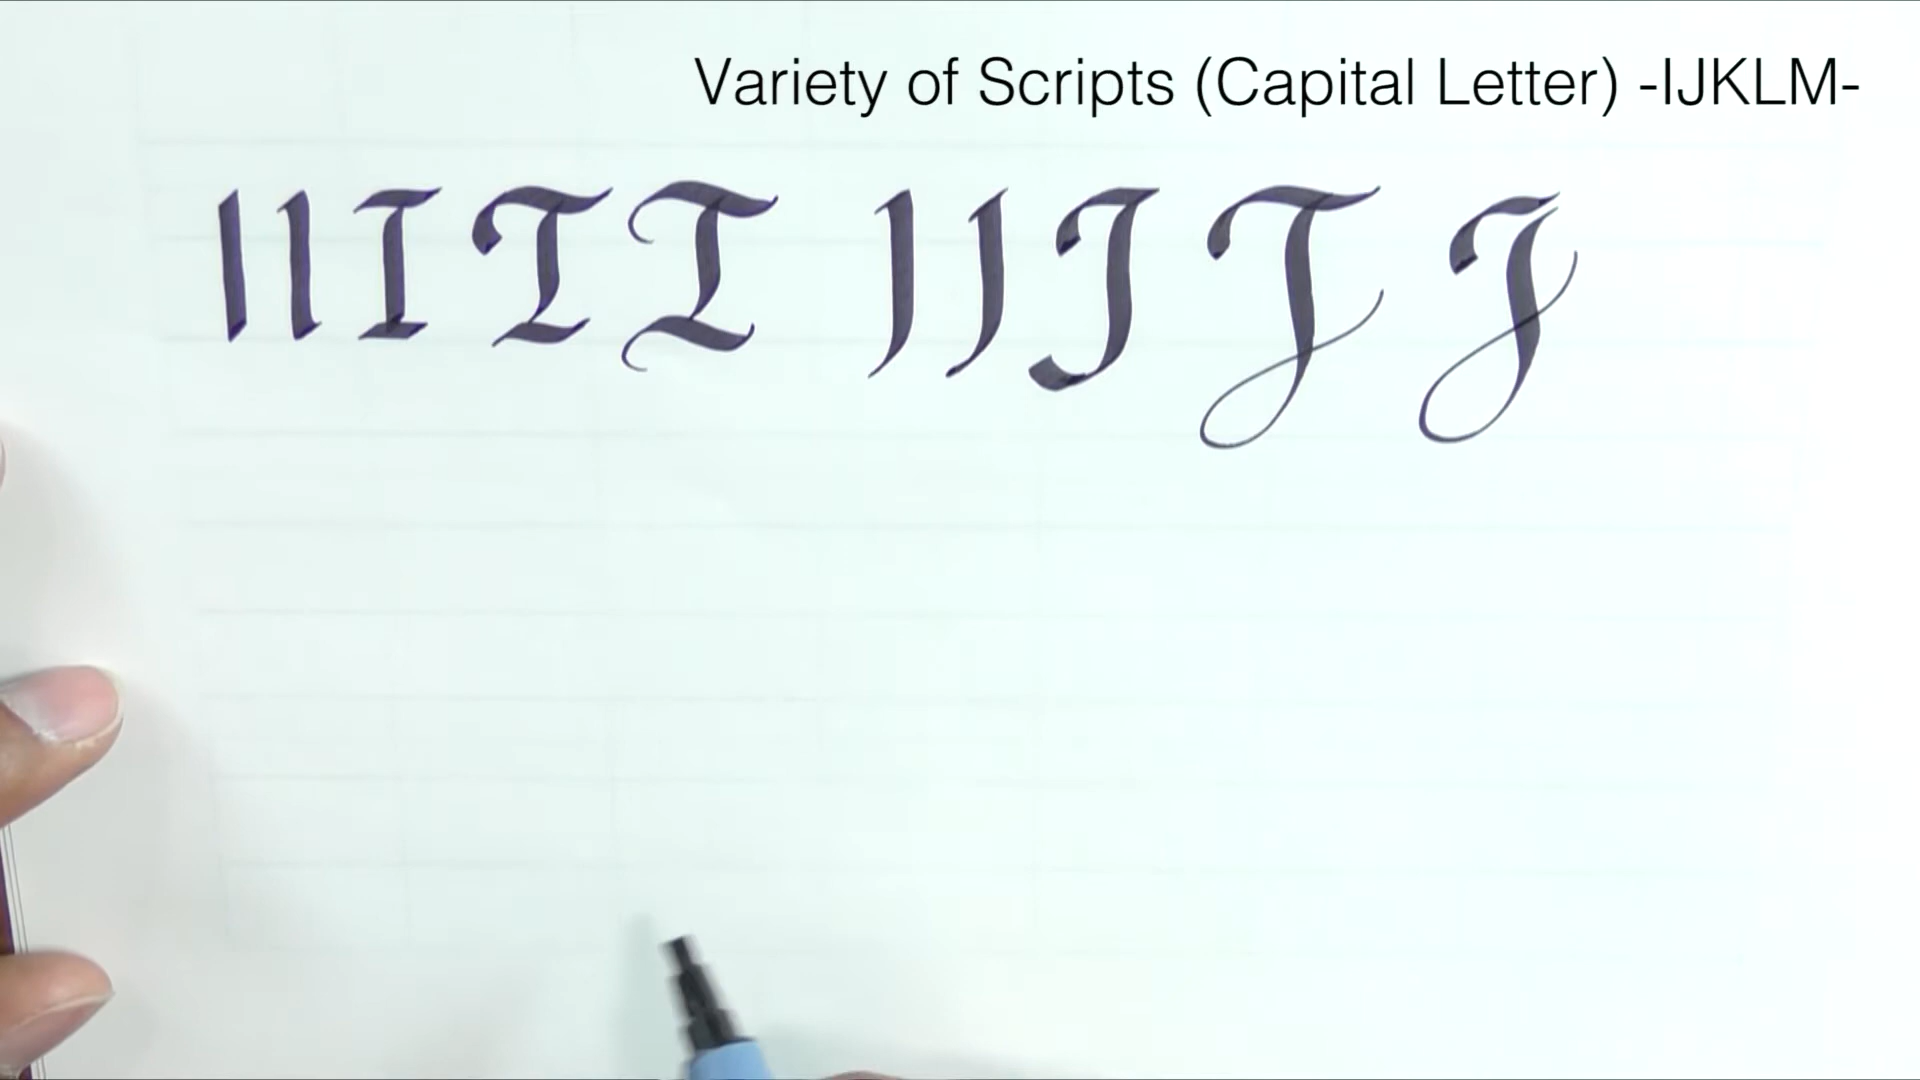 Variety of Scripts (Capital Letter) -IJKLM-
I I I I I J J J J J